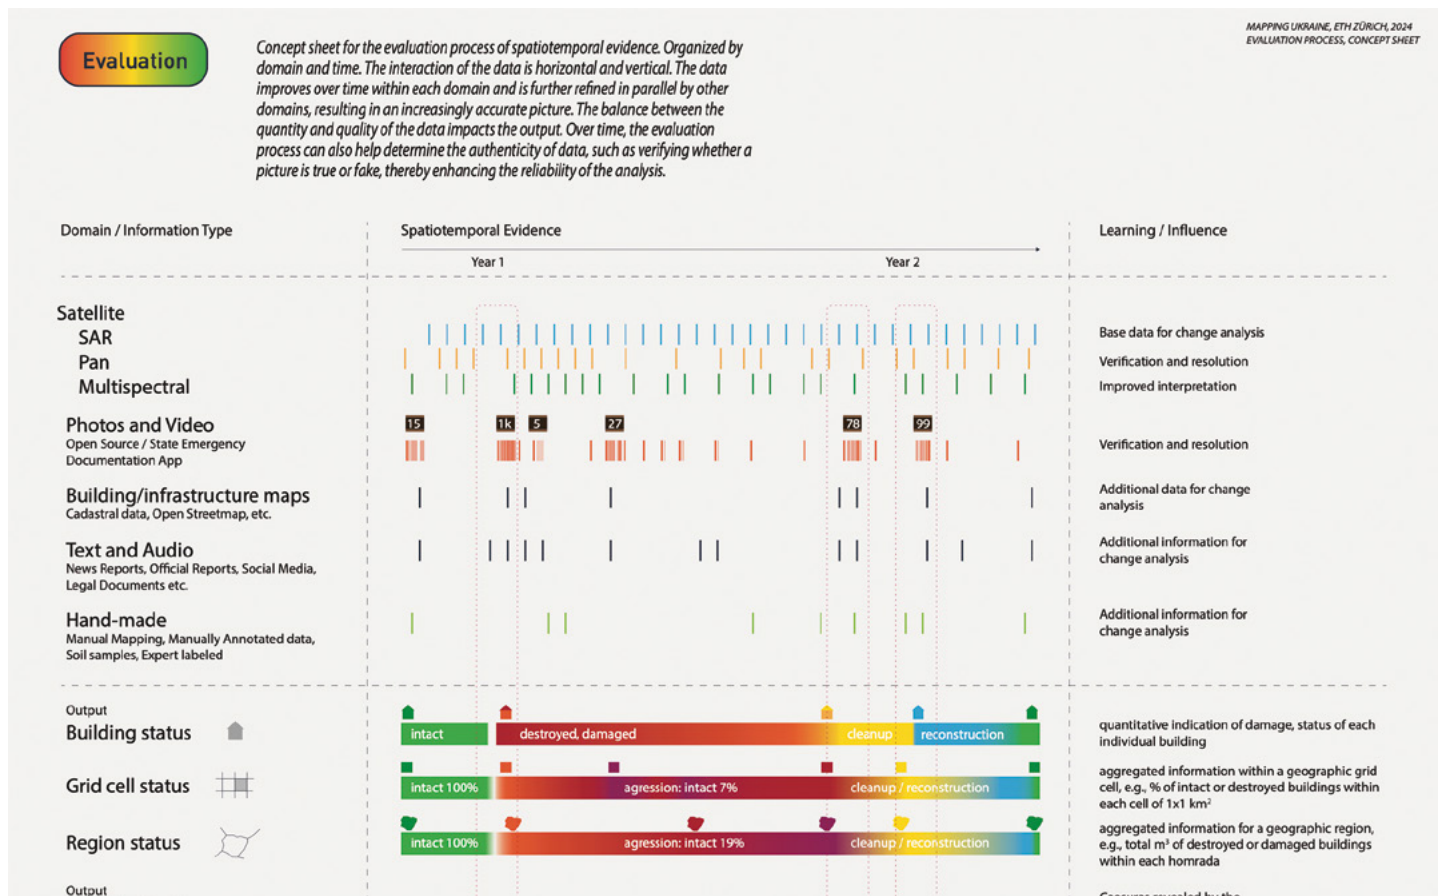 MAPPING UKRAINE, ETH ZÜRICH, 2024
EVALUATION PROCESS, CONCEPT SHEET
Evaluation
Concept sheet for the evaluation process of spatiotemporal evidence. Organized by
domain and time. The interaction of the data is horizontal and vertical. The data
improves over time within each domain and is further refined in parallel by other
domains, resulting in an increasingly accurate picture. The balance between the
quantity and quality of the data impacts the output. Over time, the evaluation
process can also help determine the authenticity of data, such as verifying whether a
picture is true or fake, thereby enhancing the reliability of the analysis.
Domain / Information Type
Spatiotemporal Evidence
Learning / Influence
Year 1
Year 2
Satellite
SAR
Base data for change analysis
Pan
Verification and resolution
Multispectral
Improved interpretation
Photos and Video
Open Source / State Emergency
Documentation App
15
1k
5
27
78
99
Verification and resolution
Building/infrastructure maps
Cadastral data, Open Streetmap, etc.
Additional data for change
analysis
Text and Audio
News Reports, Official Reports, Social Media,
Legal Documents etc.
Additional information for
change analysis
Hand-made
Manual Mapping, Manually Annotated data,
Soil samples, Expert labeled
Additional information for
change analysis
Output
Building status
intact
destroyed, damaged
cleanup
reconstruction
quantitative indication of damage, status of each
individual building
Grid cell status
intact 100%
agression: intact 7%
cleanup / reconstruction
aggregated information within a geographic grid
cell, e.g., % of intact or destroyed buildings within
each cell of 1x1 km²
Region status
intact 100%
agression: intact 19%
cleanup / reconstruction
aggregated information for a geographic region,
e.g., total m³ of destroyed or damaged buildings
within each homrada
Output